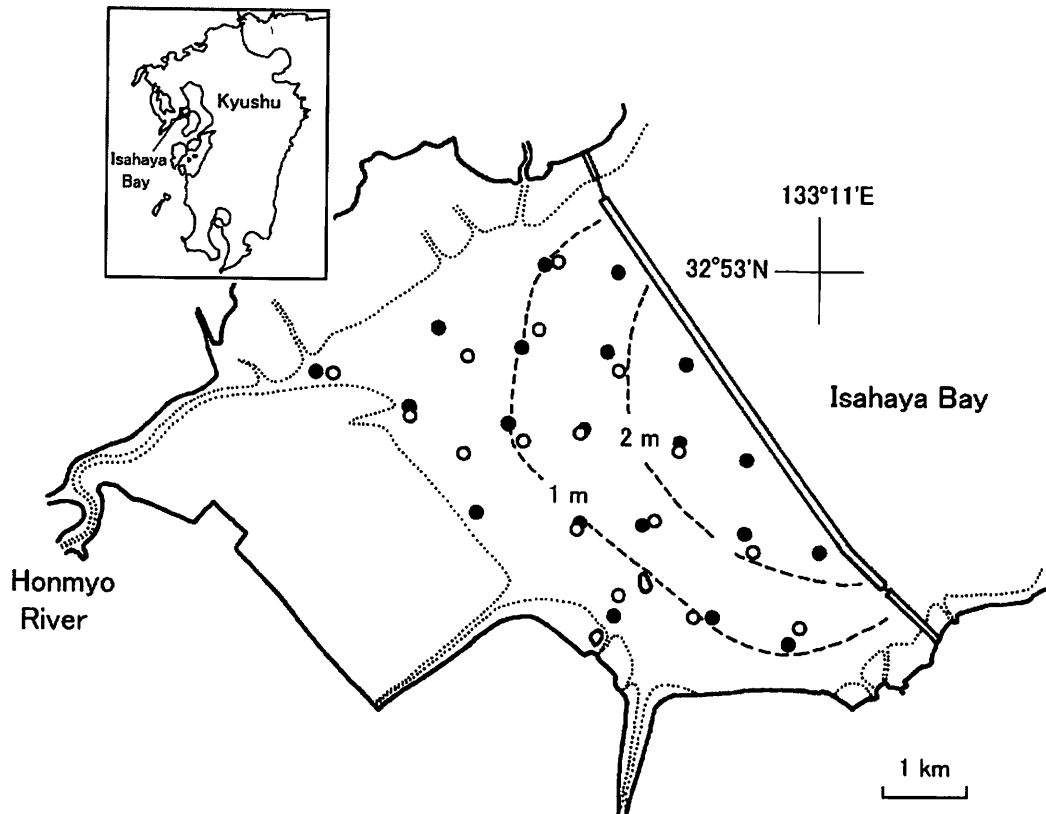 Kyushu
Isahaya
Bay
133°11'E
32°53'N
Isahaya Bay
2 m
1 m
Honmyo
River
1 km